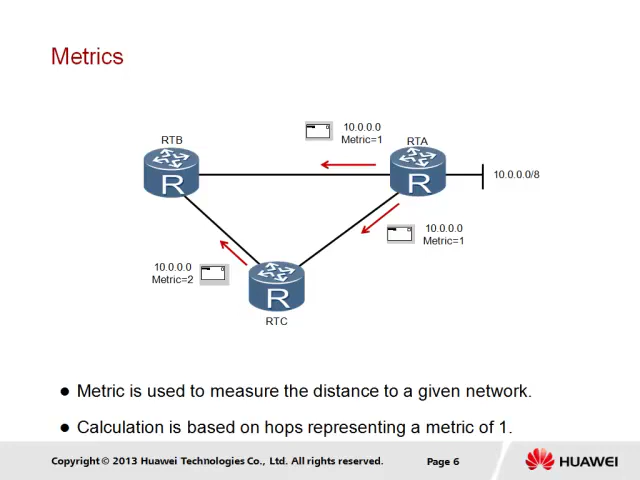 Metrics
10.0.0.0
Metric=1
RTB
RTA
R
R
10.0.0.0/8
10.0.0.0
Metric=1
10.0.0.0
Metric=2
R
RTC
● Metric is used to measure the distance to a given network.
● Calculation is based on hops representing a metric of 1.
Copyright © 2013 Huawei Technologies Co., Ltd. All rights reserved.
Page 6
HUAWEI